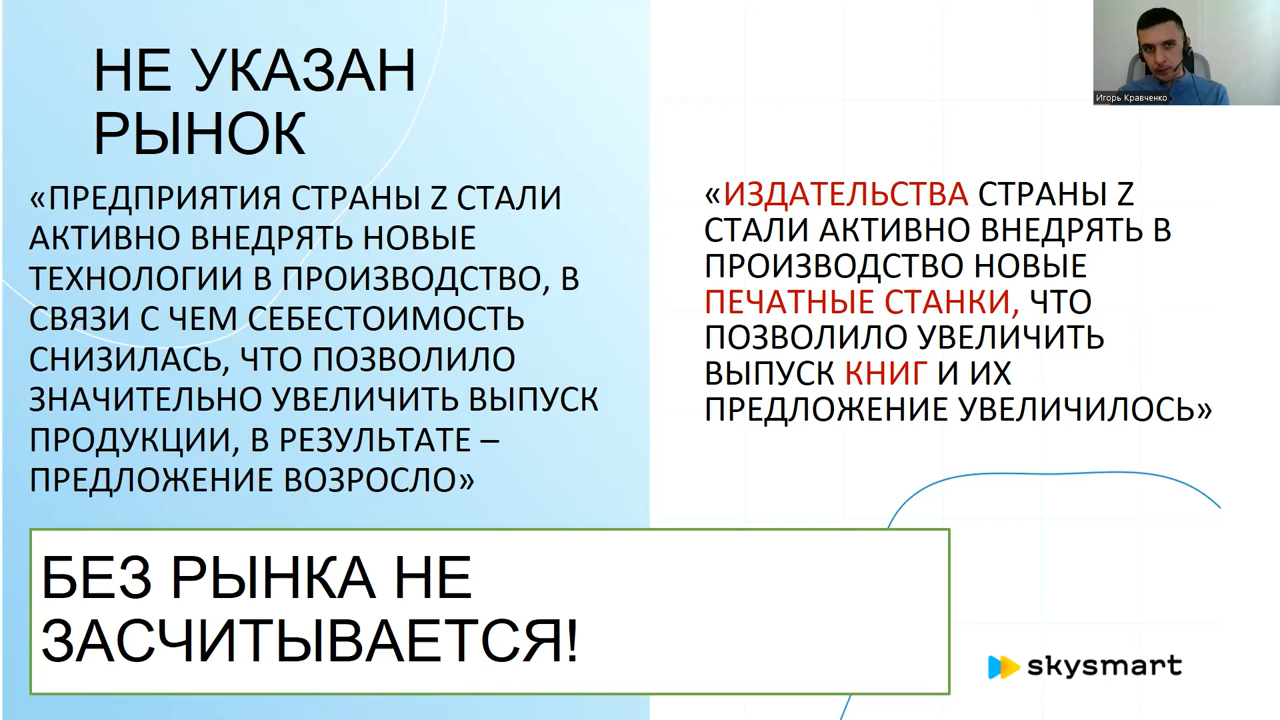 НЕ УКАЗАН
РЫНОК
«ПРЕДПРИЯТИЯ СТРАНЫ Z СТАЛИ
АКТИВНО ВНЕДРЯТЬ НОВЫЕ
ТЕХНОЛОГИИ В ПРОИЗВОДСТВО, В
СВЯЗИ С ЧЕМ СЕБЕСТОИМОСТЬ
СНИЗИЛАСЬ, ЧТО ПОЗВОЛИЛО
ЗНАЧИТЕЛЬНО УВЕЛИЧИТЬ ВЫПУСК
ПРОДУКЦИИ, В РЕЗУЛЬТАТЕ –
ПРЕДЛОЖЕНИЕ ВОЗРОСЛО»
«ИЗДАТЕЛЬСТВА СТРАНЫ Z
СТАЛИ АКТИВНО ВНЕДРЯТЬ В
ПРОИЗВОДСТВО НОВЫЕ
ПЕЧАТНЫЕ СТАНКИ, ЧТО
ПОЗВОЛИЛО УВЕЛИЧИТЬ
ВЫПУСК КНИГ И ИХ
ПРЕДЛОЖЕНИЕ УВЕЛИЧИЛОСЬ»
БЕЗ РЫНКА НЕ
ЗАСЧИТЫВАЕТСЯ!
Игорь Кравченко
skysmart